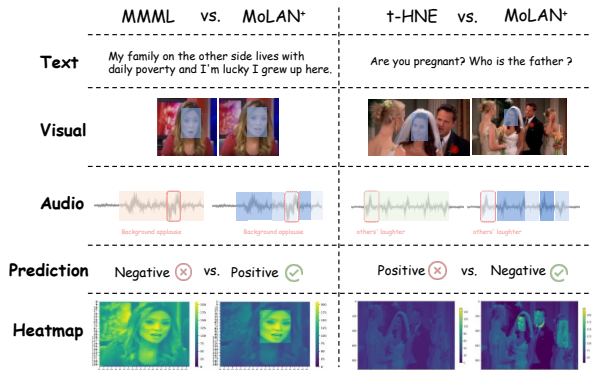 MMML vs. MoLAN⁺ t-HNE vs. MoLAN⁺
Text
My family on the other side lives with
daily poverty and I'm lucky I grew up here.
Are you pregnant? Who is the father ?
Visual
Audio
Background applause
Background applause
others' laughter
others' laughter
Prediction
Negative vs. Positive
Positive vs. Negative
Heatmap